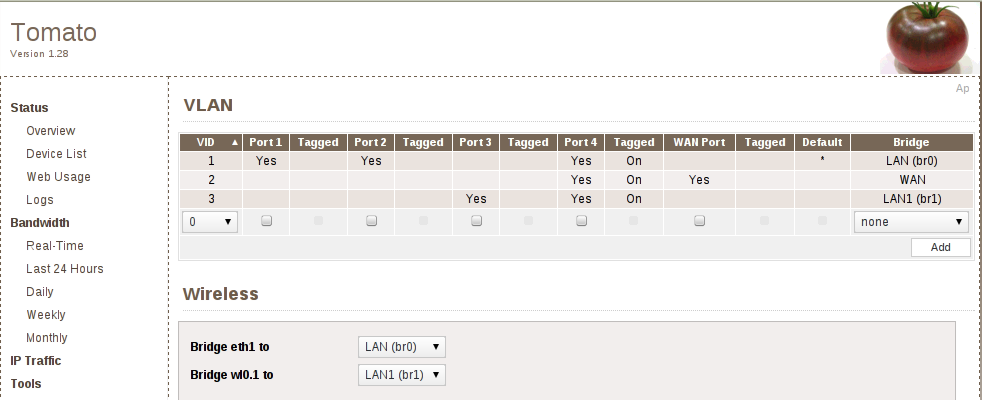 Tomato
Version 1.28
Ap
Status
Overview
Device List
Web Usage
Logs
Bandwidth
Real-Time
Last 24 Hours
Daily
Weekly
Monthly
IP Traffic
Tools
VLAN
VID ▲ Port 1 Tagged Port 2 Tagged Port 3 Tagged Port 4 Tagged WAN Port Tagged Default Bridge
1 Yes Yes Yes On * LAN (br0)
2 Yes On Yes WAN
3 Yes Yes On LAN1 (br1)
0 ▼ none ▼
Add
Wireless
Bridge eth1 to LAN (br0) ▼
Bridge wl0.1 to LAN1 (br1) ▼